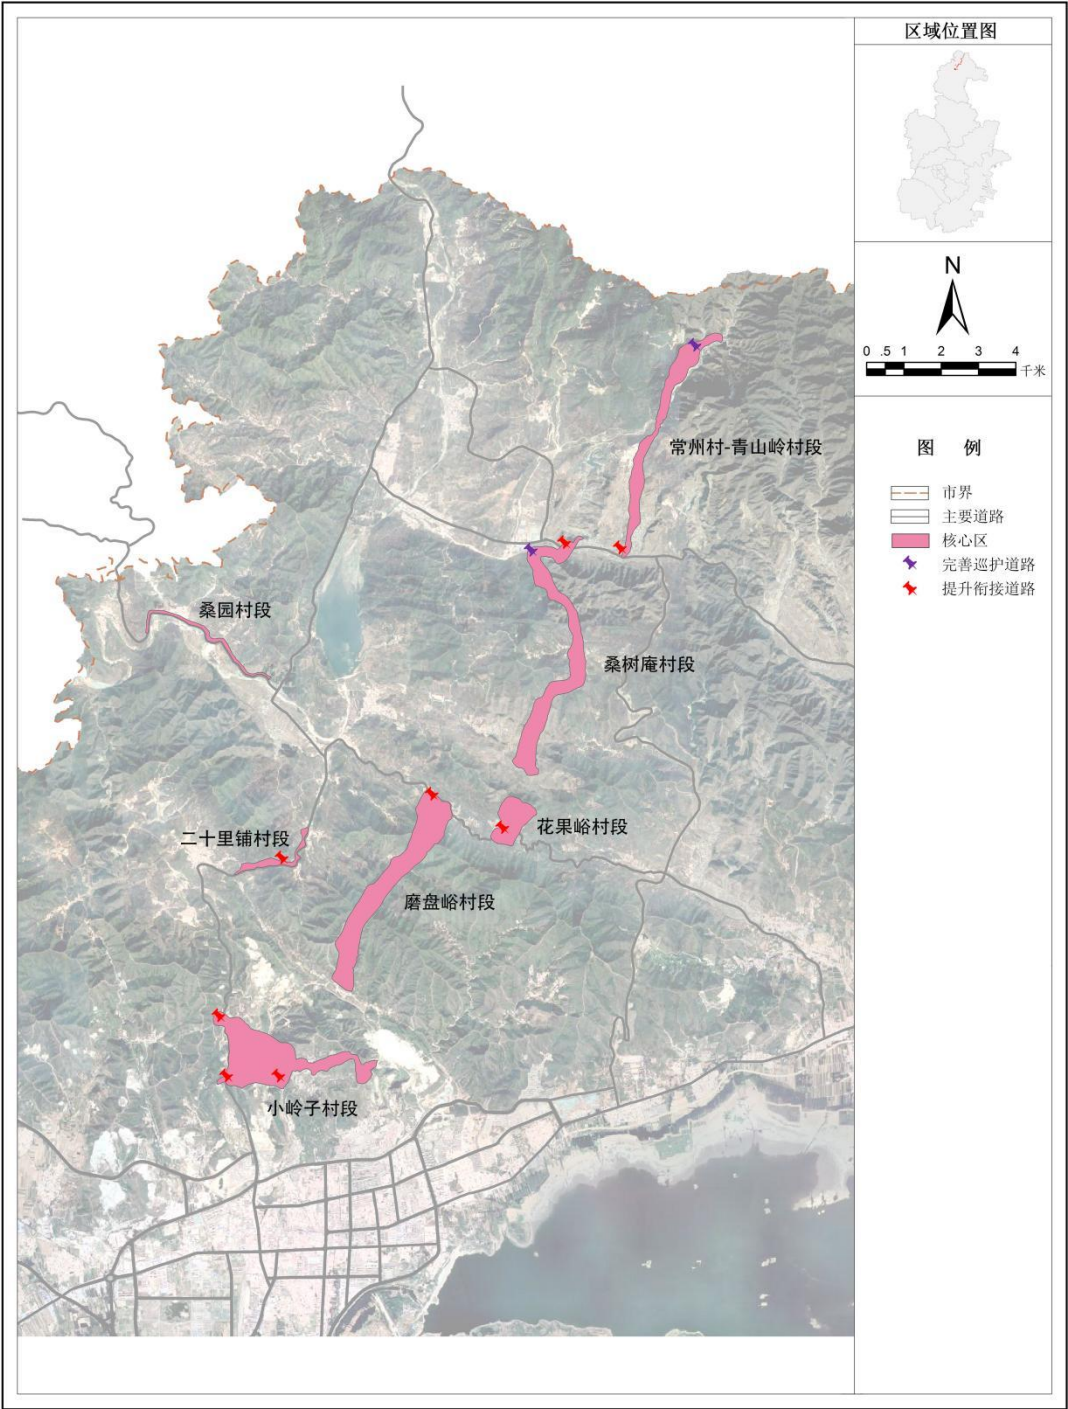 区域位置图
N
0 .5 1 2 3 4
千米
图 例
市界
主要道路
核心区
完善巡护道路
提升衔接道路
常州村-青山岭村段
桑园村段
桑树庵村段
二十里铺村段
花果峪村段
磨盘峪村段
小岭子村段